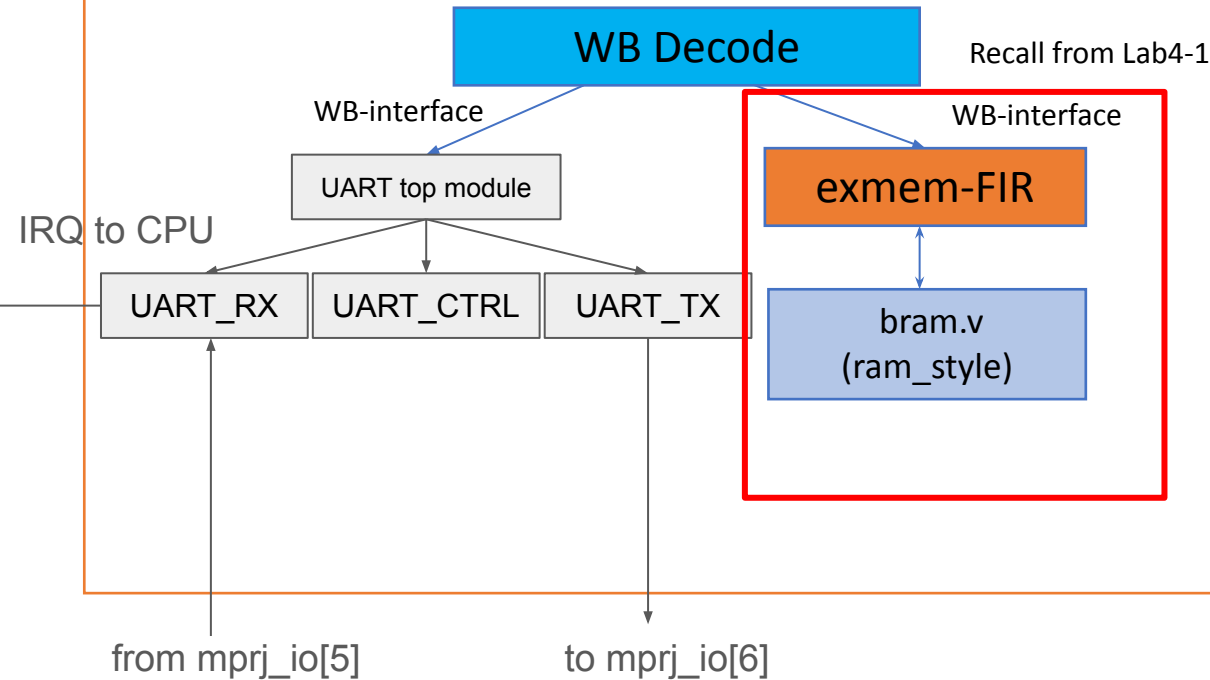 WB Decode
Recall from Lab4-1
WB-interface
WB-interface
UART top module
exmem-FIR
IRQ to CPU
UART_RX
UART_CTRL
UART_TX
bram.v
(ram_style)
from mprj_io[5]
to mprj_io[6]